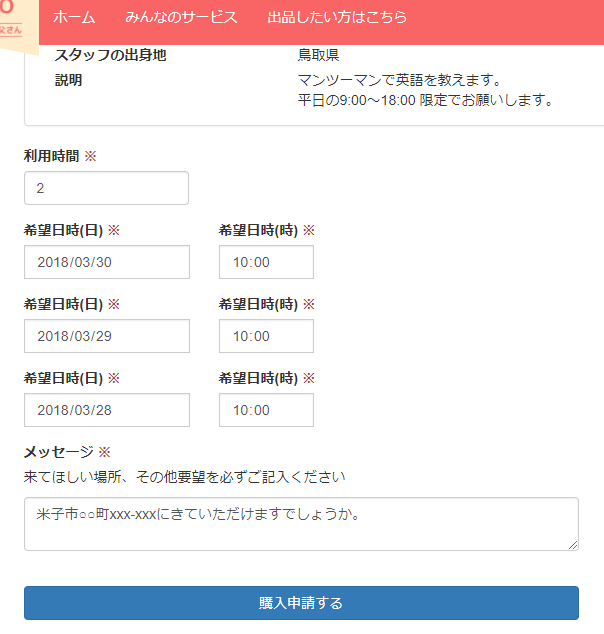 O ホーム みんなのサービス 出品したい方はこちら
父さん
スタッフの出身地 鳥取県
説明 マンツーマンで英語を教えます。
平日の9:00～18:00 限定でお願いします。
利用時間 ※
2
希望日時(日) ※ 希望日時(時) ※
2018/03/30 10:00
希望日時(日) ※ 希望日時(時) ※
2018/03/29 10:00
希望日時(日) ※ 希望日時(時) ※
2018/03/28 10:00
メッセージ ※
来てほしい場所、その他要望を必ずご記入ください
米子市○○町xxx-xxxにきていただけますでしょうか。
購入申請する